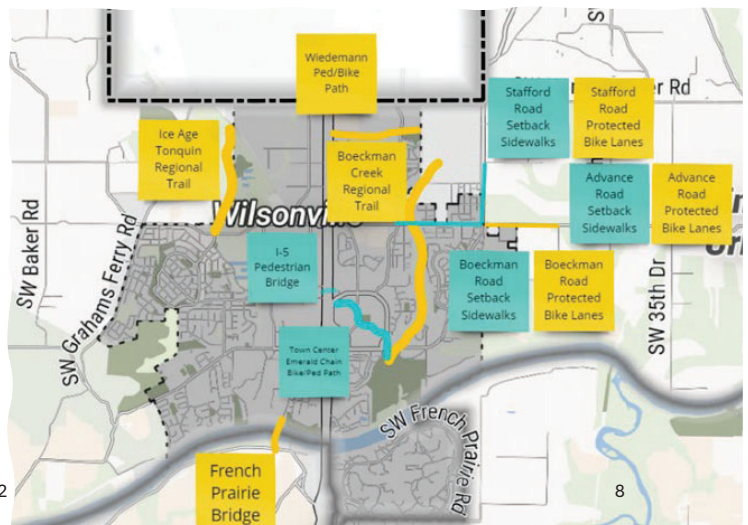 Wiedemann
Ped/Bike
Path
Stafford
Road
Setback
Sidewalks
Stafford
Road
Protected
Bike Lanes
Rd
Ice Age
Tonquin
Regional
Trail
Boeckman
Creek
Regional
Trail
Advance
Road
Setback
Sidewalks
Advance
Road
Protected
Bike Lanes
SW Baker Rd
SW Grahams Ferry Rd
Wilsonville
I-5
Pedestrian
Bridge
Boeckman
Road
Setback
Sidewalks
Boeckman
Road
Protected
Bike Lanes
SW 35th Dr
Town Center
Emerald Chain
Bike/Ped Path
SW French Prairie Rd
French
Prairie
Bridge
2
8